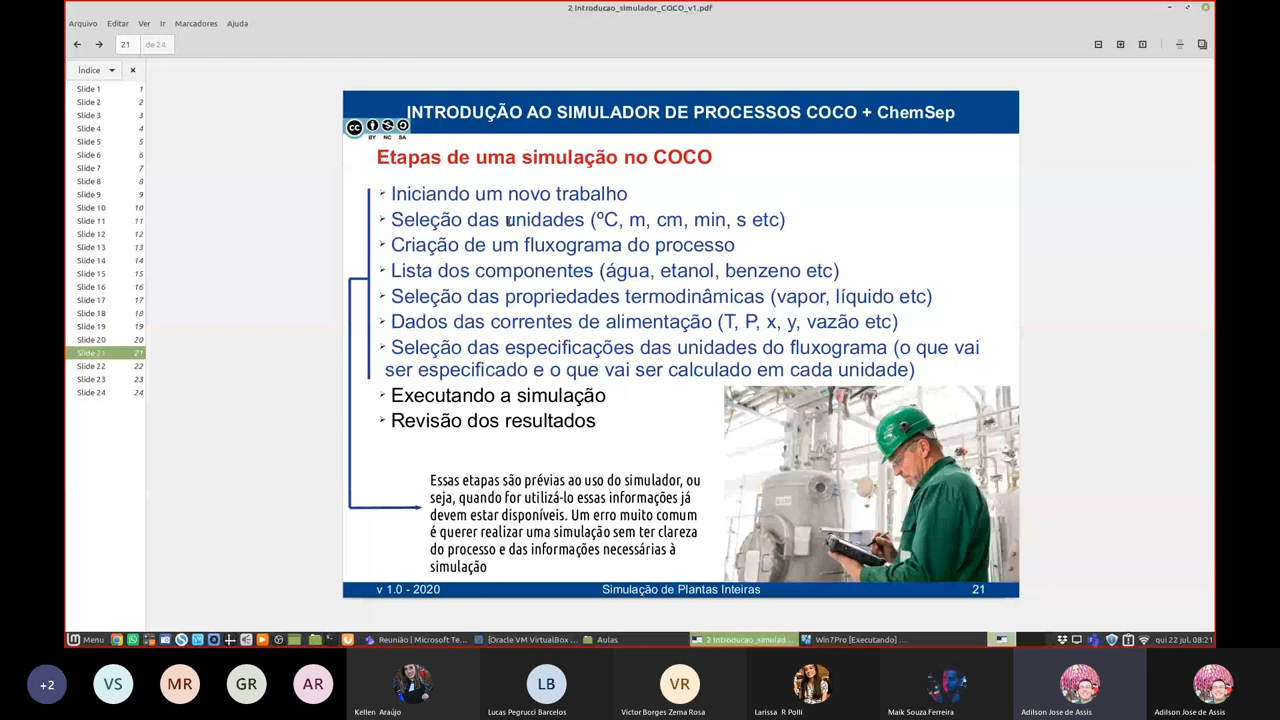 2 Introducao_simulador_COCO_v1.pdf
Arquivo Editar Ver Ir Marcadores Ajuda
21 de 24
Índice
Slide 1 1
Slide 2 2
Slide 3 3
Slide 4 4
Slide 5 5
Slide 6 6
Slide 7 7
Slide 8 8
Slide 9 9
Slide 10 10
Slide 11 11
Slide 12 12
Slide 13 13
Slide 14 14
Slide 15 15
Slide 16 16
Slide 17 17
Slide 18 18
Slide 19 19
Slide 20 20
Slide 21 21
Slide 22 22
Slide 23 23
Slide 24 24
INTRODUÇÃO AO SIMULADOR DE PROCESSOS COCO + ChemSep
cc BY NC SA
Etapas de uma simulação no COCO
Iniciando um novo trabalho
Seleção das unidades (ºC, m, cm, min, s etc)
Criação de um fluxograma do processo
Lista dos componentes (água, etanol, benzeno etc)
Seleção das propriedades termodinâmicas (vapor, líquido etc)
Dados das correntes de alimentação (T, P, x, y, vazão etc)
Seleção das especificações das unidades do fluxograma (o que vai
ser especificado e o que vai ser calculado em cada unidade)
Executando a simulação
Revisão dos resultados
Essas etapas são prévias ao uso do simulador, ou
seja, quando for utilizá-lo essas informações já
devem estar disponíveis. Um erro muito comum
é querer realizar uma simulação sem ter clareza
do processo e das informações necessárias à
simulação
v 1.0 - 2020 Simulação de Plantas Inteiras 21
Menu Reunião | Microsoft Te... [Oracle VM VirtualBox ... Aulas 2 Introducao_simulad... Win7Pro [Executando] ... qui 22 jul, 08:21
+2 VS MR GR AR LB VR
Kellen Araújo Lucas Pegrucci Barcelos Victor Borges Zema Rosa Larissa R Polli Maik Souza Ferreira Adilson Jose de Assis Adilson Jose de Assis